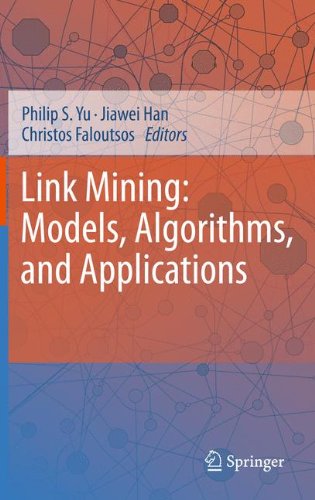 Philip S. Yu · Jiawei Han
Christos Faloutsos Editors
Link Mining:
Models, Algorithms,
and Applications
Springer